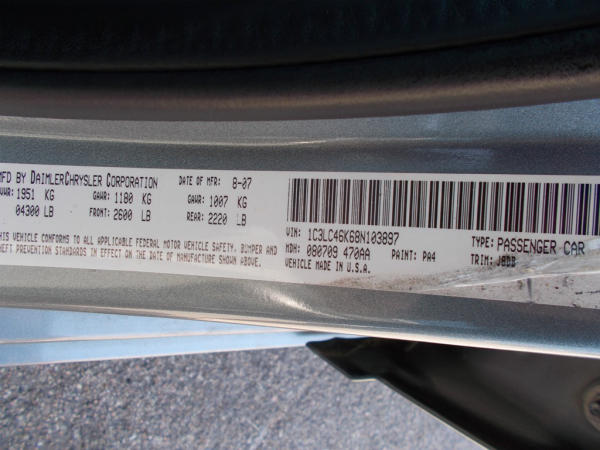 MFD BY DAIMLERCHRYSLER CORPORATION DATE OF MFR: 8-07
GVWR: 1951 KG GAWR: 1180 KG GAWR: 1007 KG
04300 LB FRONT: 2600 LB REAR: 2220 LB
THIS VEHICLE CONFORMS TO ALL APPLICABLE FEDERAL MOTOR VEHICLE SAFETY, BUMPER AND
THEFT PREVENTION STANDARDS IN EFFECT ON THE DATE OF MANUFACTURE SHOWN ABOVE.
VIN: 1C3LC46K68N103897 TYPE: PASSENGER CAR
MDH: 080709 470AA PAINT: PA4 TRIM: J8DB
VEHICLE MADE IN U.S.A.